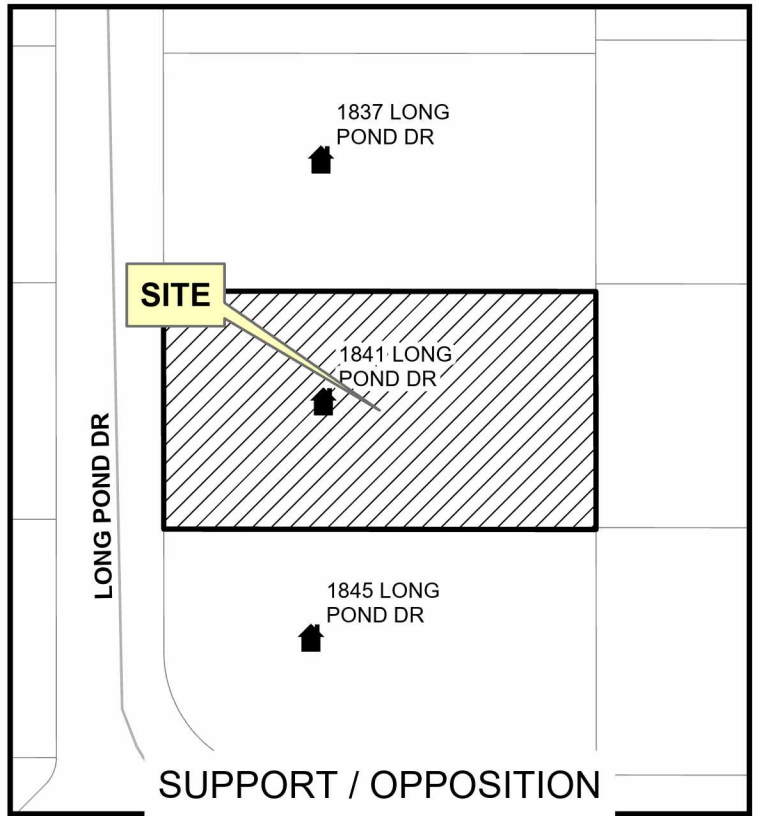 1837 LONG
POND DR
SITE
1841 LONG
POND DR
LONG POND DR
1845 LONG
POND DR
SUPPORT / OPPOSITION